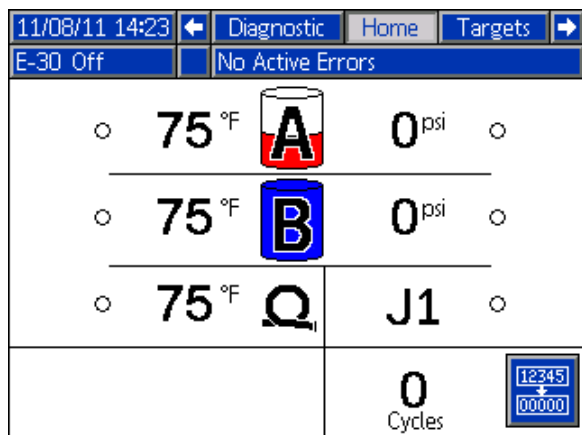 11/08/11 14:23 Diagnostic Home Targets
E-30 Off No Active Errors
75 °F A 0 psi
75 °F B 0 psi
75 °F J1
0
Cycles
12345
00000